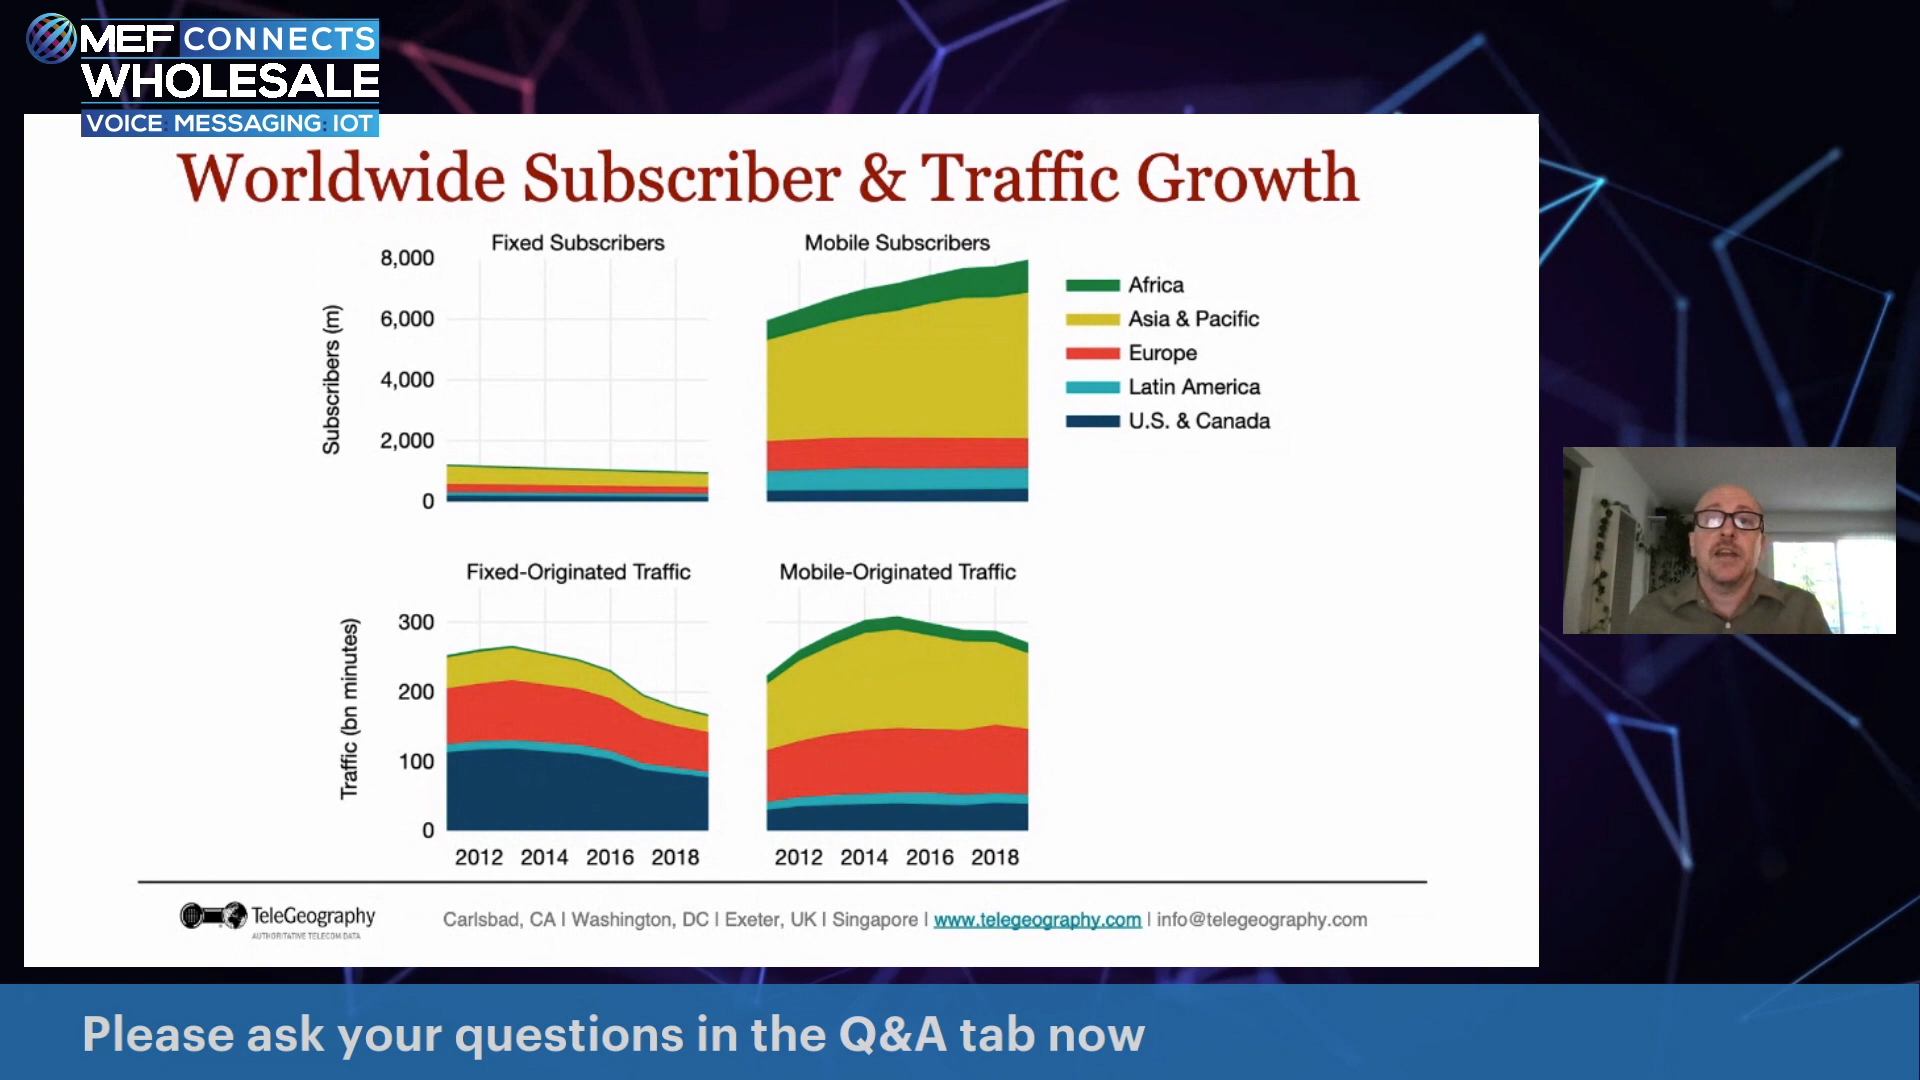 MEF CONNECTS
WHOLESALE
VOICE: MESSAGING: IOT
Worldwide Subscriber & Traffic Growth
Fixed Subscribers
Mobile Subscribers
Subscribers (m)
8,000
6,000
4,000
2,000
0
Africa
Asia & Pacific
Europe
Latin America
U.S. & Canada
Fixed-Originated Traffic
Mobile-Originated Traffic
Traffic (bn minutes)
300
200
100
0
2012 2014 2016 2018
2012 2014 2016 2018
TeleGeography
AUTHORITATIVE TELECOM DATA
Carlsbad, CA | Washington, DC | Exeter, UK | Singapore | www.telegeography.com | info@telegeography.com
Please ask your questions in the Q&A tab now